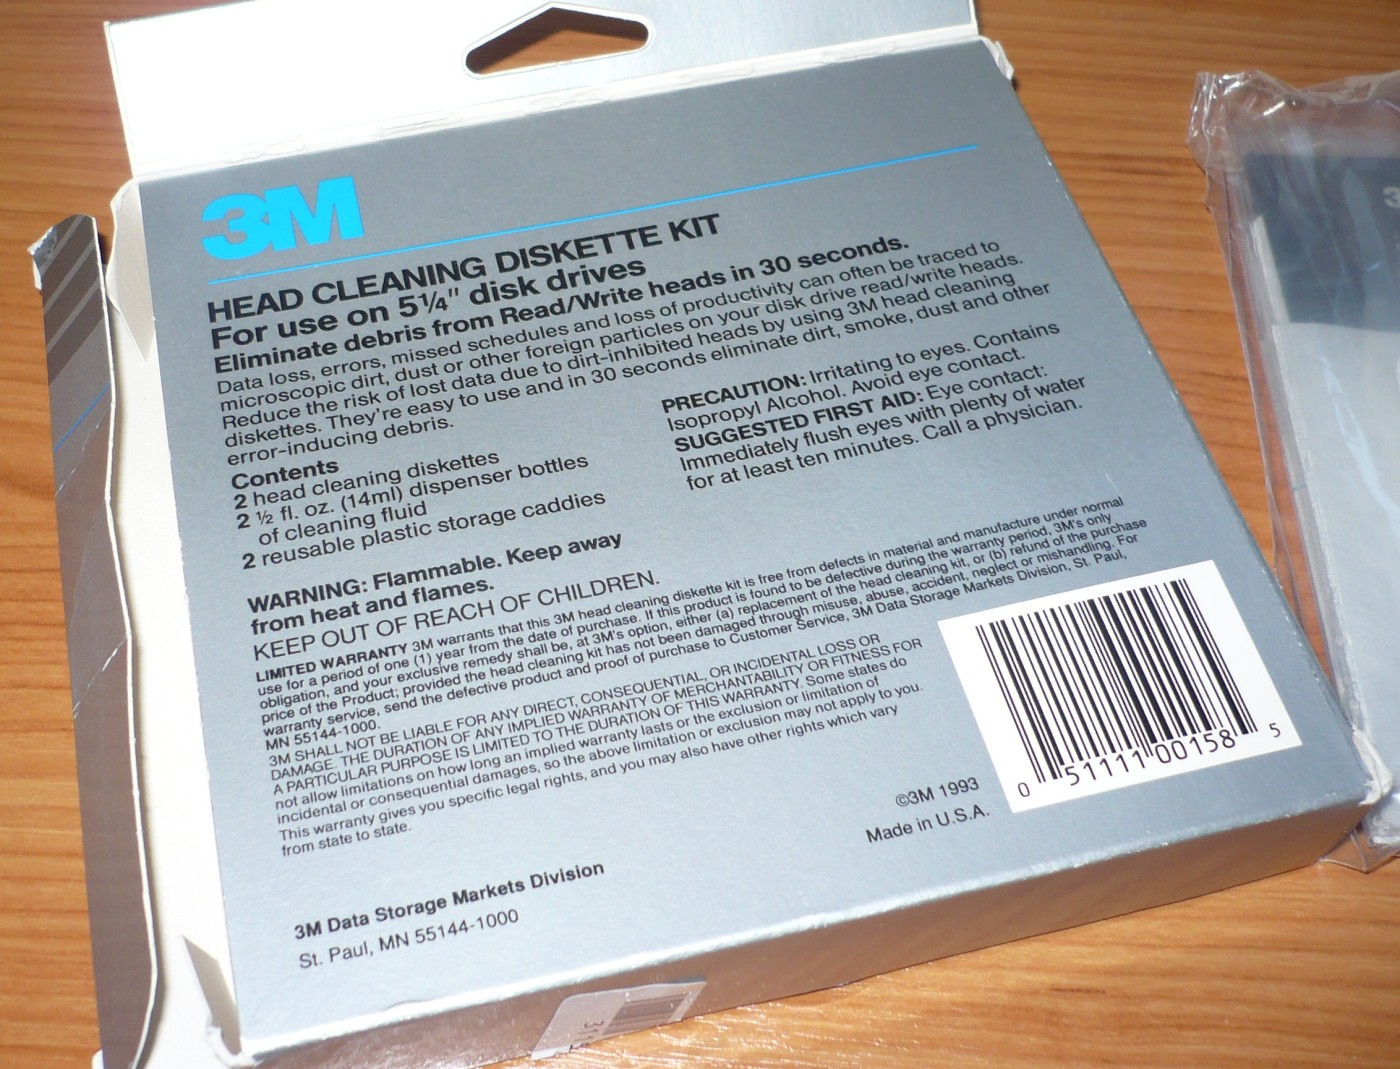 3M
HEAD CLEANING DISKETTE KIT
For use on 5¼" disk drives
Eliminate debris from Read/Write heads in 30 seconds.
Data loss, errors, missed schedules and loss of productivity can often be traced to
microscopic dirt, dust or other foreign particles on your disk drive read/write heads.
Reduce the risk of lost data due to dirt-inhibited heads by using 3M head cleaning
diskettes. They're easy to use and in 30 seconds eliminate dirt, smoke, dust and other
error-inducing debris.
Contents
2 head cleaning diskettes
2 ½ fl. oz. (14ml) dispenser bottles
of cleaning fluid
2 reusable plastic storage caddies
PRECAUTION: Irritating to eyes. Contains
Isopropyl Alcohol. Avoid eye contact.
SUGGESTED FIRST AID: Eye contact:
Immediately flush eyes with plenty of water
for at least ten minutes. Call a physician.
WARNING: Flammable. Keep away
from heat and flames.
KEEP OUT OF REACH OF CHILDREN.
LIMITED WARRANTY 3M warrants that this 3M head cleaning diskette kit is free from defects in material and manufacture under normal
use for a period of one (1) year from the date of purchase. If this product is found to be defective during the warranty period, 3M's only
obligation, and your exclusive remedy shall be, at 3M's option, either (a) replacement of the head cleaning kit, or (b) refund of the purchase
price of the Product; provided the head cleaning kit has not been damaged through misuse, abuse, accident, neglect or mishandling. For
warranty service, send the defective product and proof of purchase to Customer Service, 3M Data Storage Markets Division, St. Paul,
MN 55144-1000.
3M SHALL NOT BE LIABLE FOR ANY DIRECT, CONSEQUENTIAL, OR INCIDENTAL LOSS OR
DAMAGE. THE DURATION OF ANY IMPLIED WARRANTY OF MERCHANTABILITY OR FITNESS FOR
A PARTICULAR PURPOSE IS LIMITED TO THE DURATION OF THIS WARRANTY. Some states do
not allow limitations on how long an implied warranty lasts or the exclusion or limitation of
incidental or consequential damages, so the above limitation or exclusion may not apply to you.
This warranty gives you specific legal rights, and you may also have other rights which vary
from state to state.
©3M 1993
Made in U.S.A.
0 51111 00158 5
3M Data Storage Markets Division
St. Paul, MN 55144-1000